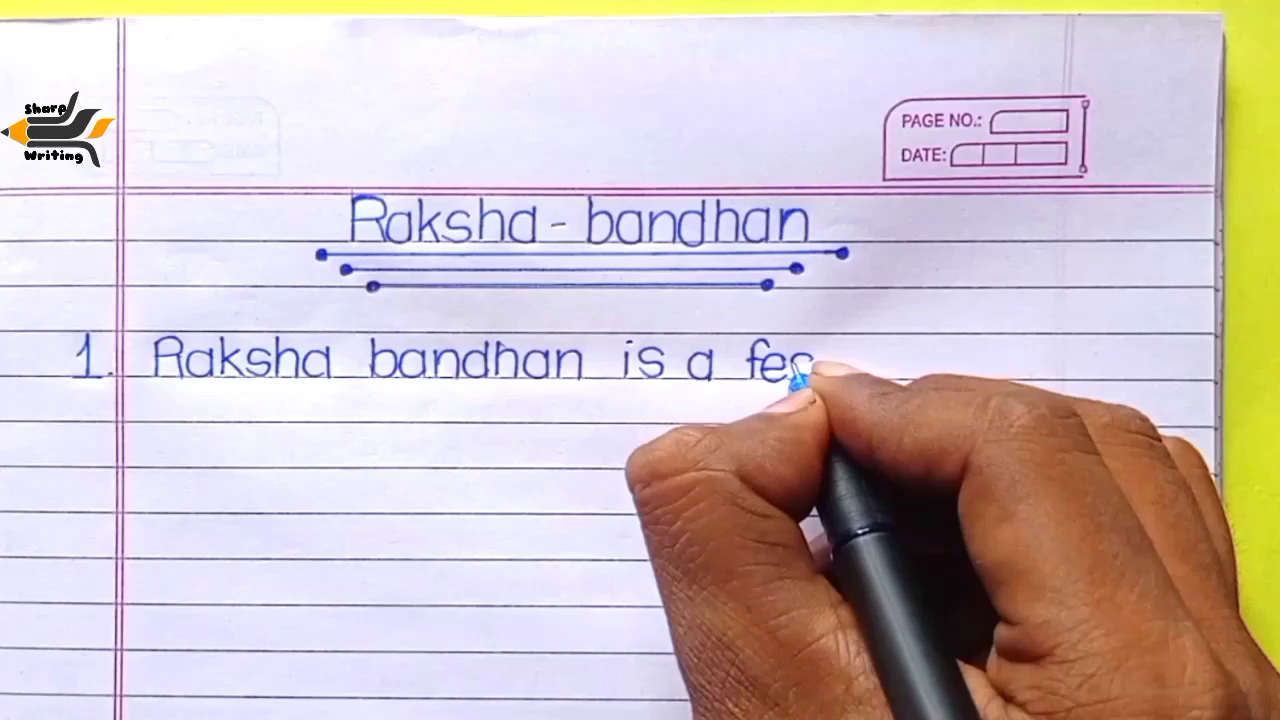 Sharp
Writing
PAGE NO.:
DATE:
Raksha - bandhan
1. Raksha bandhan is a fes